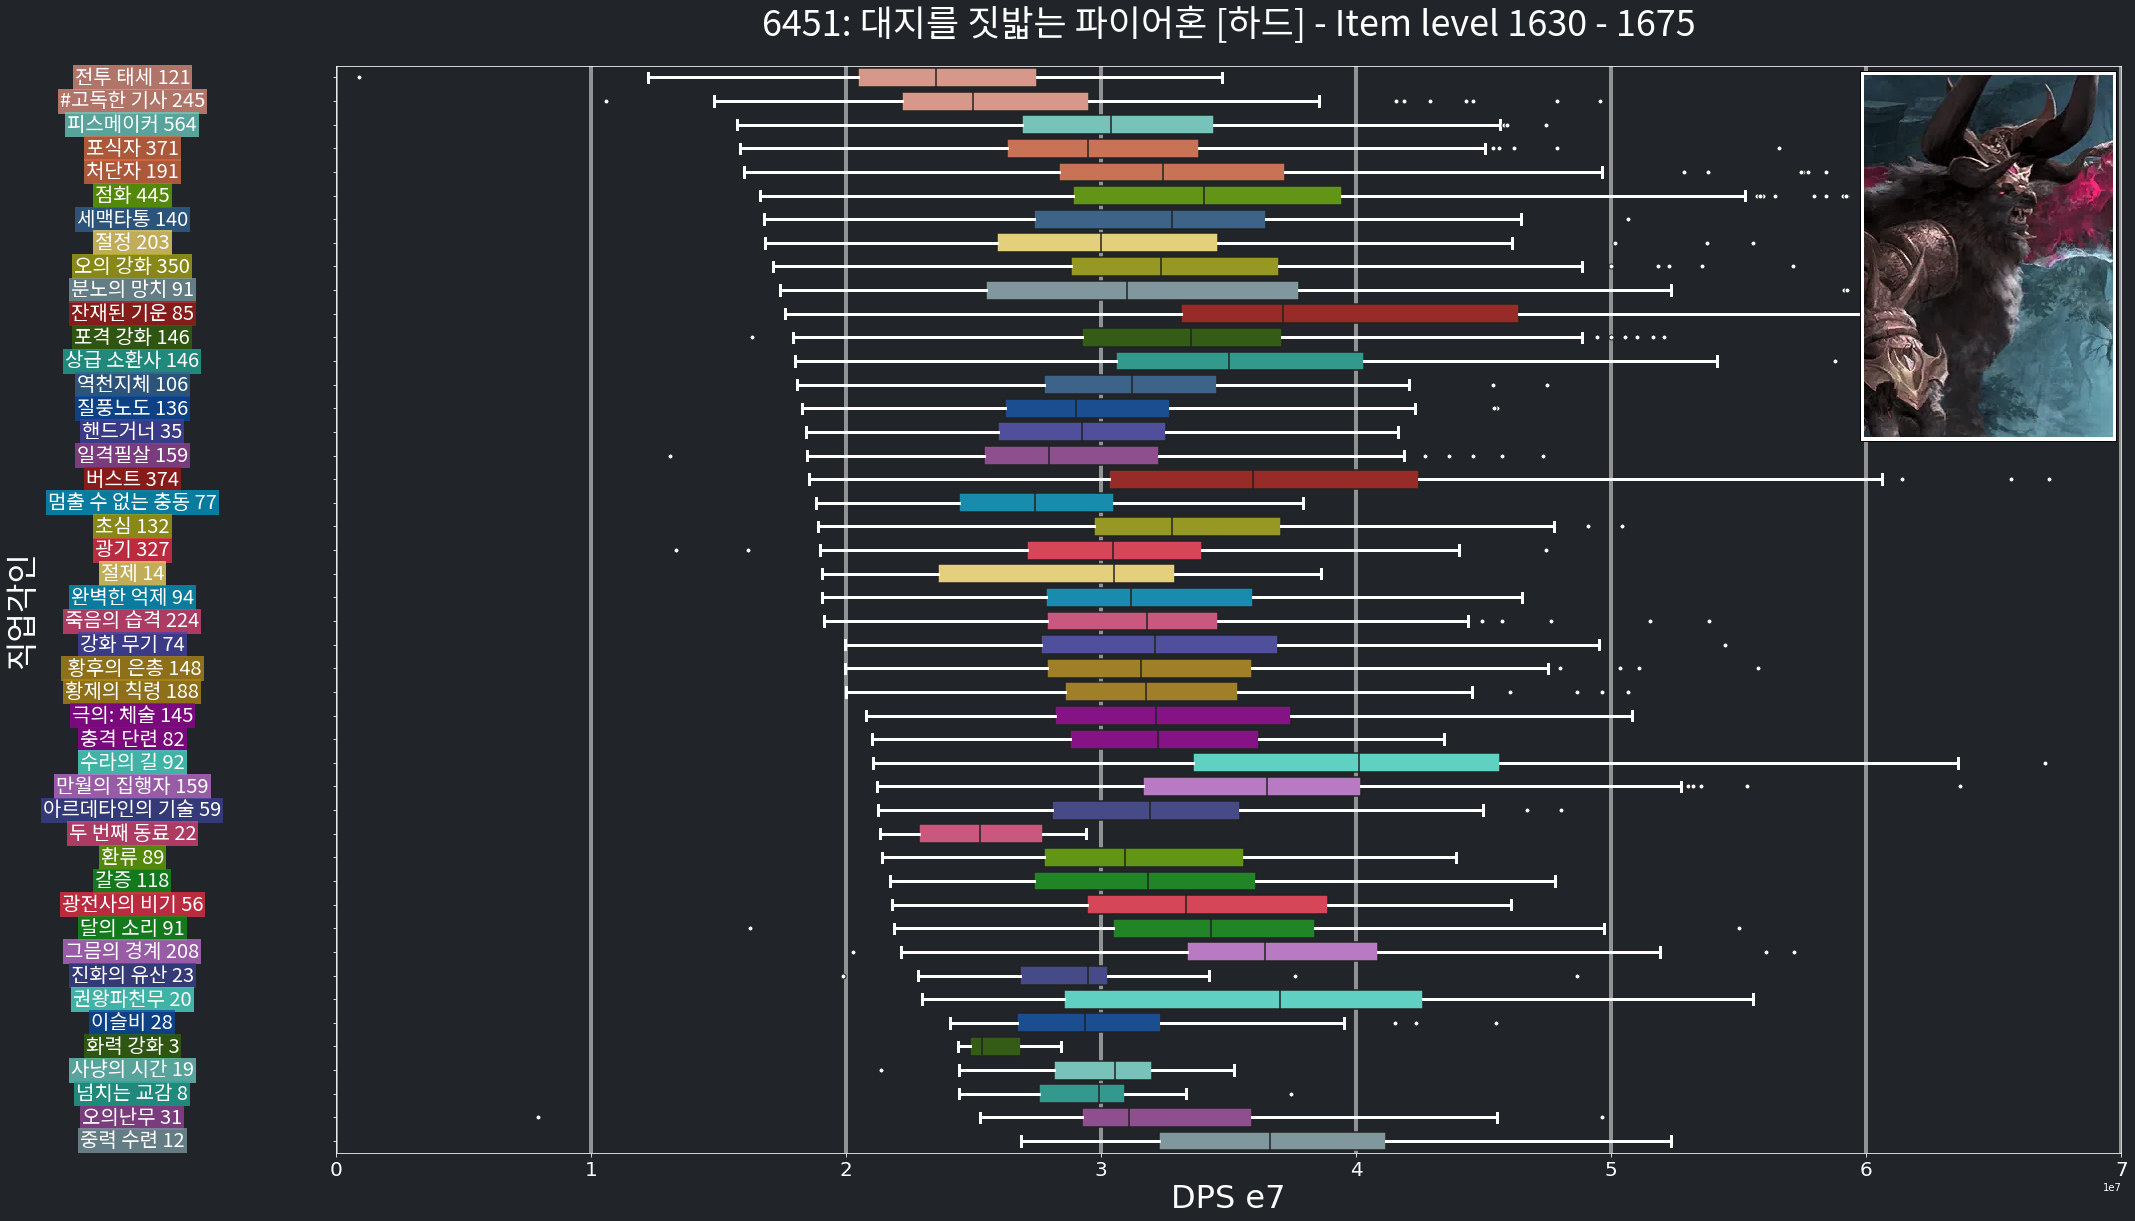 6451: 대지를 짓밟는 파이어혼 [하드] - Item level 1630 - 1675
직업각인
전투 태세 121
#고독한 기사 245
피스메이커 564
포식자 371
처단자 191
점화 445
세맥타통 140
절정 203
오의 강화 350
분노의 망치 91
잔재된 기운 85
포격 강화 146
상급 소환사 146
역천지체 106
질풍노도 136
핸드거너 35
일격필살 159
버스트 374
멈출 수 없는 충동 77
초심 132
광기 327
절제 14
완벽한 억제 94
죽음의 습격 224
강화 무기 74
황후의 은총 148
황제의 칙령 188
극의: 체술 145
충격 단련 82
수라의 길 92
만월의 집행자 159
아르데타인의 기술 59
두 번째 동료 22
환류 89
갈증 118
광전사의 비기 56
달의 소리 91
그믐의 경계 208
진화의 유산 23
권왕파천무 20
이슬비 28
화력 강화 3
사냥의 시간 19
넘치는 교감 8
오의난무 31
중력 수련 12
0 1 2 3 4 5 6 7
1e7
DPS e7